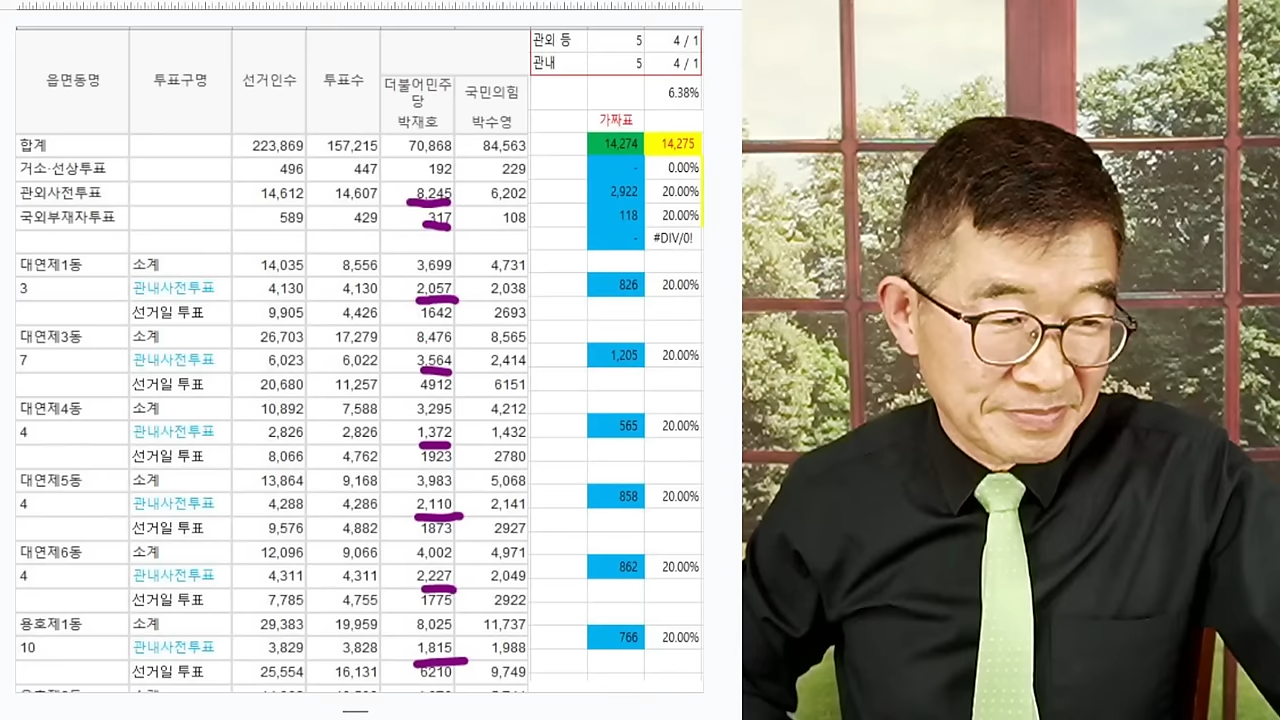 관외 등 5 4 / 1
관내 5 4 / 1
읍면동명 투표구명 선거인수 투표수 더불어민주당 박재호 국민의힘 박수영 6.38%
가짜표
합계 223,869 157,215 70,868 84,563 14,274 14,275
거소·선상투표 496 447 192 229 - 0.00%
관외사전투표 14,612 14,607 8,245 6,202 2,922 20.00%
국외부재자투표 589 429 317 108 118 20.00%
- #DIV/0!
대연제1동 소계 14,035 8,556 3,699 4,731
3 관내사전투표 4,130 4,130 2,057 2,038 826 20.00%
선거일 투표 9,905 4,426 1642 2693
대연제3동 소계 26,703 17,279 8,476 8,565
7 관내사전투표 6,023 6,022 3,564 2,414 1,205 20.00%
선거일 투표 20,680 11,257 4912 6151
대연제4동 소계 10,892 7,588 3,295 4,212
4 관내사전투표 2,826 2,826 1,372 1,432 565 20.00%
선거일 투표 8,066 4,762 1923 2780
대연제5동 소계 13,864 9,168 3,983 5,068
4 관내사전투표 4,288 4,286 2,110 2,141 858 20.00%
선거일 투표 9,576 4,882 1873 2927
대연제6동 소계 12,096 9,066 4,002 4,971
4 관내사전투표 4,311 4,311 2,227 2,049 862 20.00%
선거일 투표 7,785 4,755 1775 2922
용호제1동 소계 29,383 19,959 8,025 11,737
10 관내사전투표 3,829 3,828 1,815 1,988 766 20.00%
선거일 투표 25,554 16,131 6210 9,749